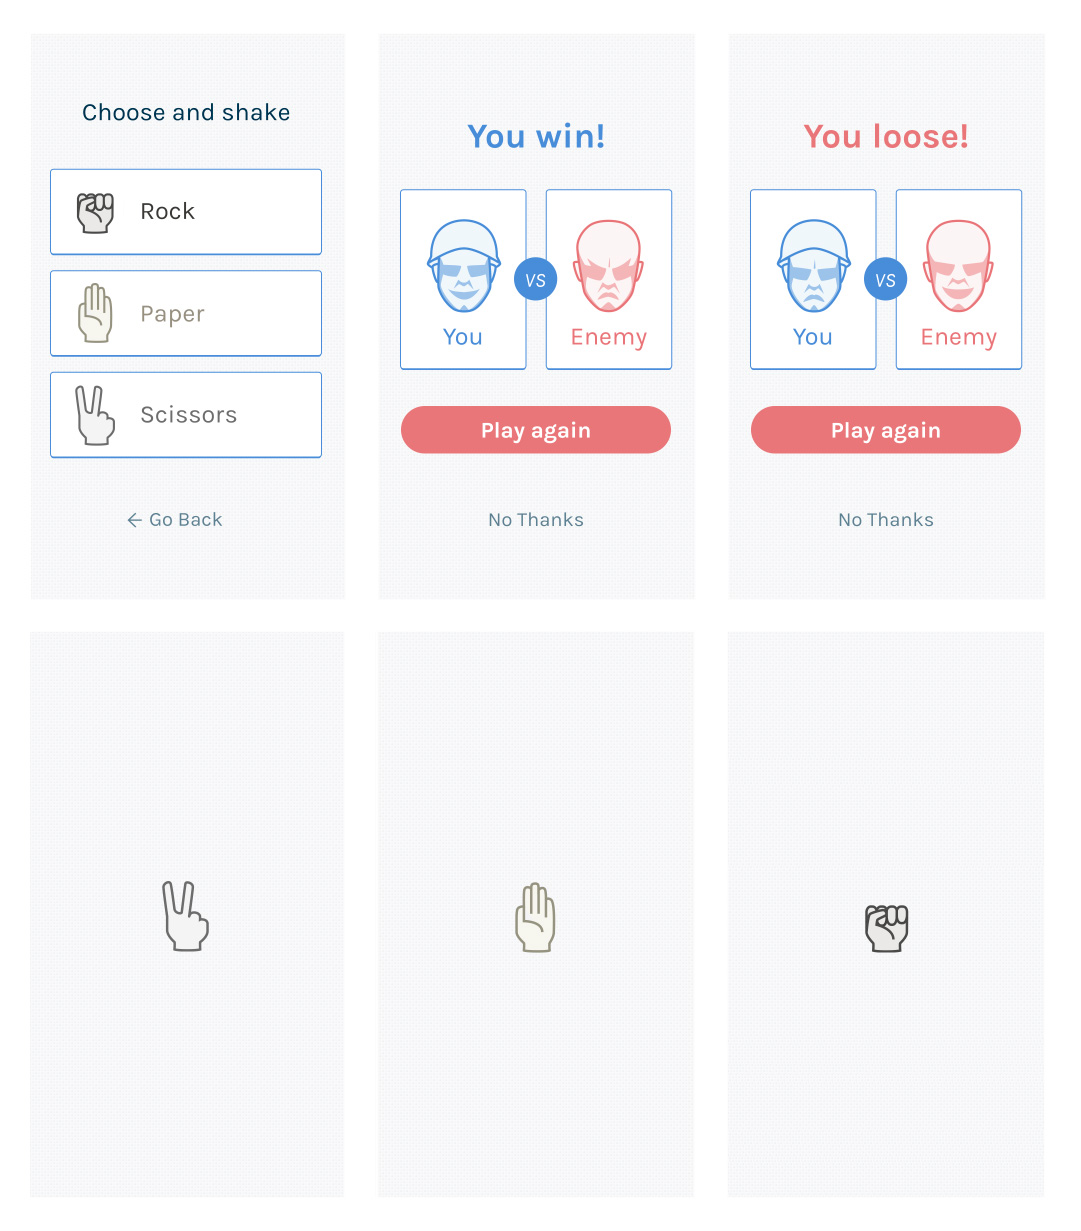 Choose and shake
Rock
Paper
Scissors
← Go Back
You win!
VS
You
Enemy
Play again
No Thanks
You loose!
VS
You
Enemy
Play again
No Thanks